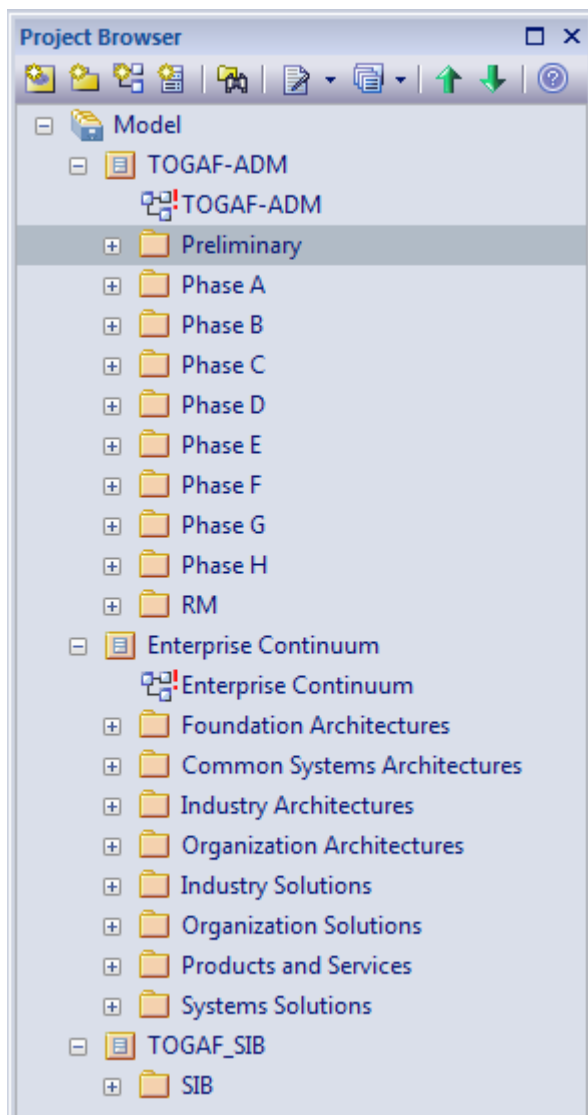 Project Browser
Model
TOGAF-ADM
TOGAF-ADM
Preliminary
Phase A
Phase B
Phase C
Phase D
Phase E
Phase F
Phase G
Phase H
RM
Enterprise Continuum
Enterprise Continuum
Foundation Architectures
Common Systems Architectures
Industry Architectures
Organization Architectures
Industry Solutions
Organization Solutions
Products and Services
Systems Solutions
TOGAF_SIB
SIB